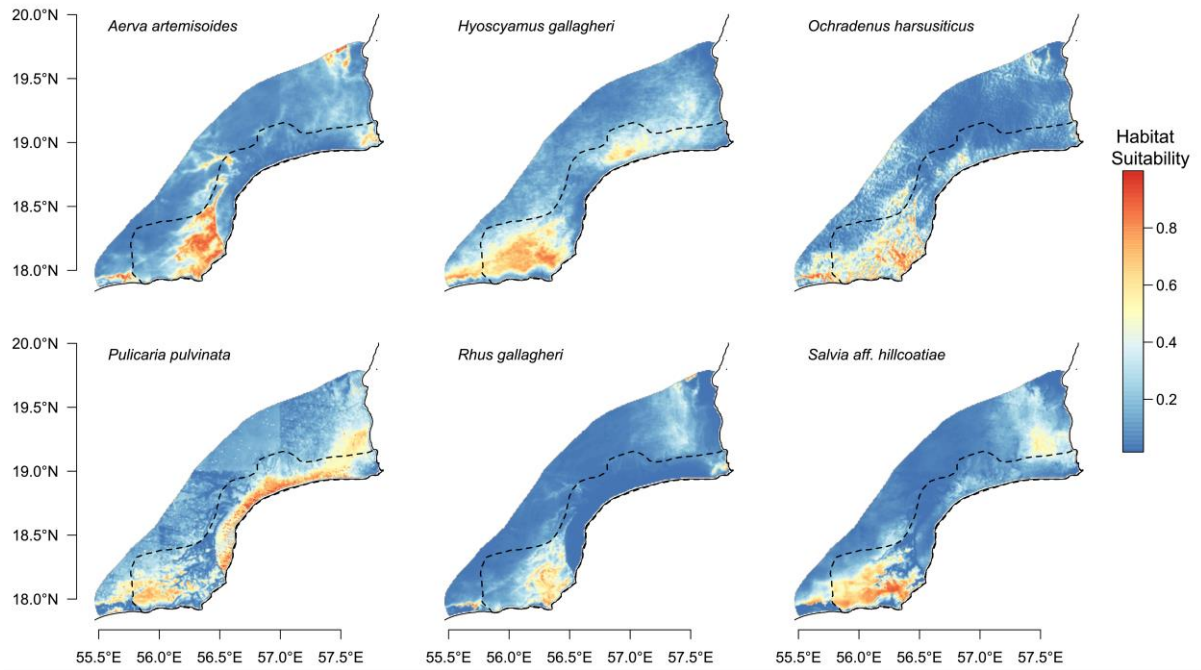 20.0°N
Aerva artemisoides
Hyoscyamus gallagheri
Ochradenus harsusiticus
19.5°N
19.0°N
18.5°N
18.0°N
Habitat
Suitability
0.8
0.6
0.4
0.2
20.0°N
Pulicaria pulvinata
Rhus gallagheri
Salvia aff. hillcoatiae
19.5°N
19.0°N
18.5°N
18.0°N
55.5°E 56.0°E 56.5°E 57.0°E 57.5°E
55.5°E 56.0°E 56.5°E 57.0°E 57.5°E
55.5°E 56.0°E 56.5°E 57.0°E 57.5°E